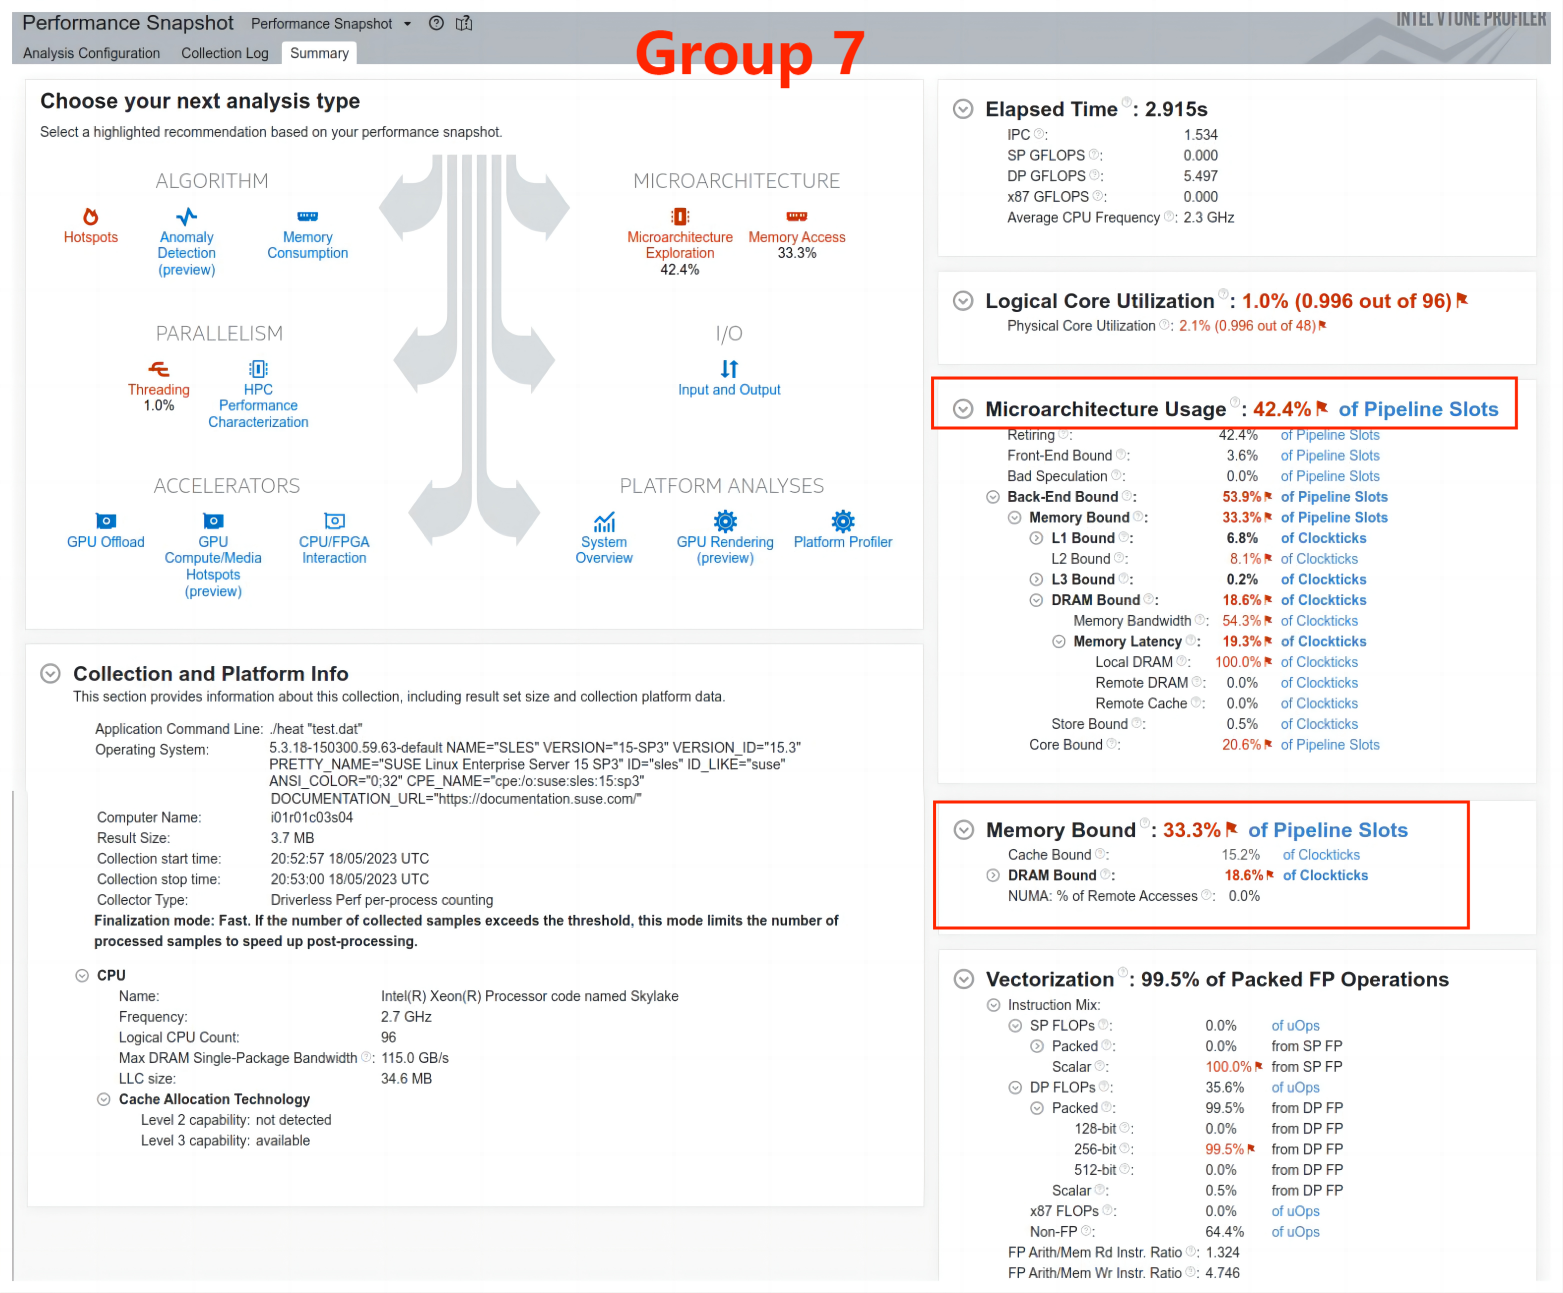 Performance Snapshot Performance Snapshot
INTEL VTUNE PROFILER
Analysis Configuration Collection Log Summary
Group 7
Choose your next analysis type
Select a highlighted recommendation based on your performance snapshot.
ALGORITHM
Hotspots
Anomaly
Detection
(preview)
Memory
Consumption
MICROARCHITECTURE
Microarchitecture
Exploration
42.4%
Memory Access
33.3%
PARALLELISM
Threading
1.0%
HPC
Performance
Characterization
I/O
Input and Output
ACCELERATORS
GPU Offload
GPU
Compute/Media
Hotspots
(preview)
CPU/FPGA
Interaction
PLATFORM ANALYSES
System
Overview
GPU Rendering
(preview)
Platform Profiler
Collection and Platform Info
This section provides information about this collection, including result set size and collection platform data.
Application Command Line: ./heat "test.dat"
Operating System: 5.3.18-150300.59.63-default NAME="SLES" VERSION="15-SP3" VERSION_ID="15.3"
PRETTY_NAME="SUSE Linux Enterprise Server 15 SP3" ID="sles" ID_LIKE="suse"
ANSI_COLOR="0;32" CPE_NAME="cpe:/o:suse:sles:15:sp3"
DOCUMENTATION_URL="https://documentation.suse.com/"
Computer Name: i01r01c03s04
Result Size: 3.7 MB
Collection start time: 20:52:57 18/05/2023 UTC
Collection stop time: 20:53:00 18/05/2023 UTC
Collector Type: Driverless Perf per-process counting
Finalization mode: Fast. If the number of collected samples exceeds the threshold, this mode limits the number of
processed samples to speed up post-processing.
CPU
Name: Intel(R) Xeon(R) Processor code named Skylake
Frequency: 2.7 GHz
Logical CPU Count: 96
Max DRAM Single-Package Bandwidth : 115.0 GB/s
LLC size: 34.6 MB
Cache Allocation Technology
Level 2 capability: not detected
Level 3 capability: available
Elapsed Time : 2.915s
IPC : 1.534
SP GFLOPS : 0.000
DP GFLOPS : 5.497
x87 GFLOPS : 0.000
Average CPU Frequency : 2.3 GHz
Logical Core Utilization : 1.0% (0.996 out of 96)
Physical Core Utilization : 2.1% (0.996 out of 48)
Microarchitecture Usage : 42.4% of Pipeline Slots
Retiring : 42.4% of Pipeline Slots
Front-End Bound : 3.6% of Pipeline Slots
Bad Speculation : 0.0% of Pipeline Slots
Back-End Bound : 53.9% of Pipeline Slots
Memory Bound : 33.3% of Pipeline Slots
L1 Bound : 6.8% of Clockticks
L2 Bound : 8.1% of Clockticks
L3 Bound : 0.2% of Clockticks
DRAM Bound : 18.6% of Clockticks
Memory Bandwidth : 54.3% of Clockticks
Memory Latency : 19.3% of Clockticks
Local DRAM : 100.0% of Clockticks
Remote DRAM : 0.0% of Clockticks
Remote Cache : 0.0% of Clockticks
Store Bound : 0.5% of Clockticks
Core Bound : 20.6% of Pipeline Slots
Memory Bound : 33.3% of Pipeline Slots
Cache Bound : 15.2% of Clockticks
DRAM Bound : 18.6% of Clockticks
NUMA: % of Remote Accesses : 0.0%
Vectorization : 99.5% of Packed FP Operations
Instruction Mix:
SP FLOPs : 0.0% of uOps
Packed : 0.0% from SP FP
Scalar : 100.0% from SP FP
DP FLOPs : 35.6% of uOps
Packed : 99.5% from DP FP
128-bit : 0.0% from DP FP
256-bit : 99.5% from DP FP
512-bit : 0.0% from DP FP
Scalar : 0.5% from DP FP
x87 FLOPs : 0.0% of uOps
Non-FP : 64.4% of uOps
FP Arith/Mem Rd Instr. Ratio : 1.324
FP Arith/Mem Wr Instr. Ratio : 4.746